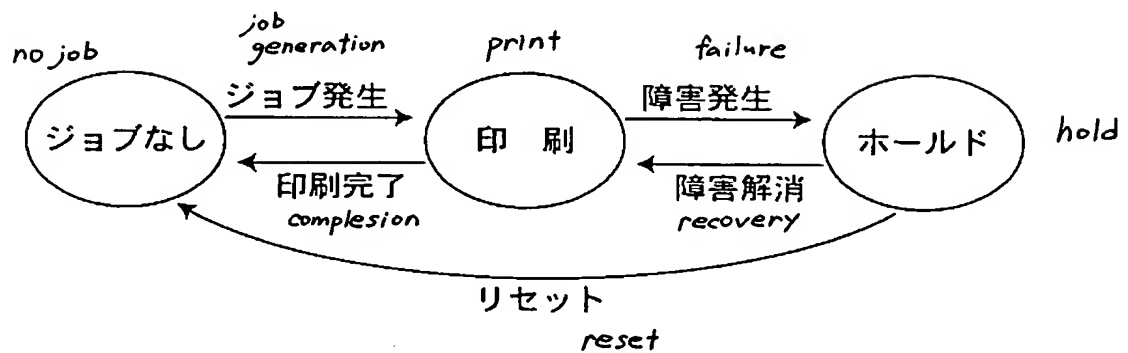 no job
job
generation
print
failure
ジョブ発生
障害発生
ジョブなし
印 刷
ホールド
hold
印刷完了
complesion
障害解消
recovery
リセット
reset